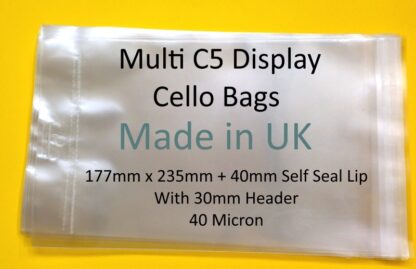 Multi C5 Display
Cello Bags
Made in UK
177mm x 235mm + 40mm Self Seal Lip
With 30mm Header
40 Micron